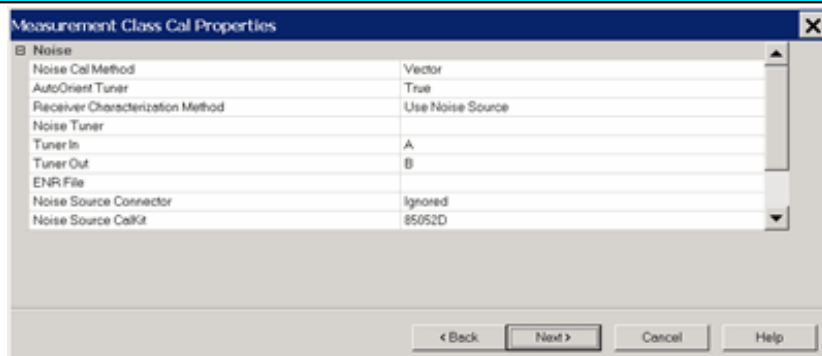 Measurement Class Cal Properties
Noise
Noise Cal Method Vector
AutoOrient Tuner True
Receiver Characterization Method Use Noise Source
Noise Tuner
Tuner In A
Tuner Out B
ENR File
Noise Source Connector Ignored
Noise Source CalKit 85052D
< Back Next > Cancel Help